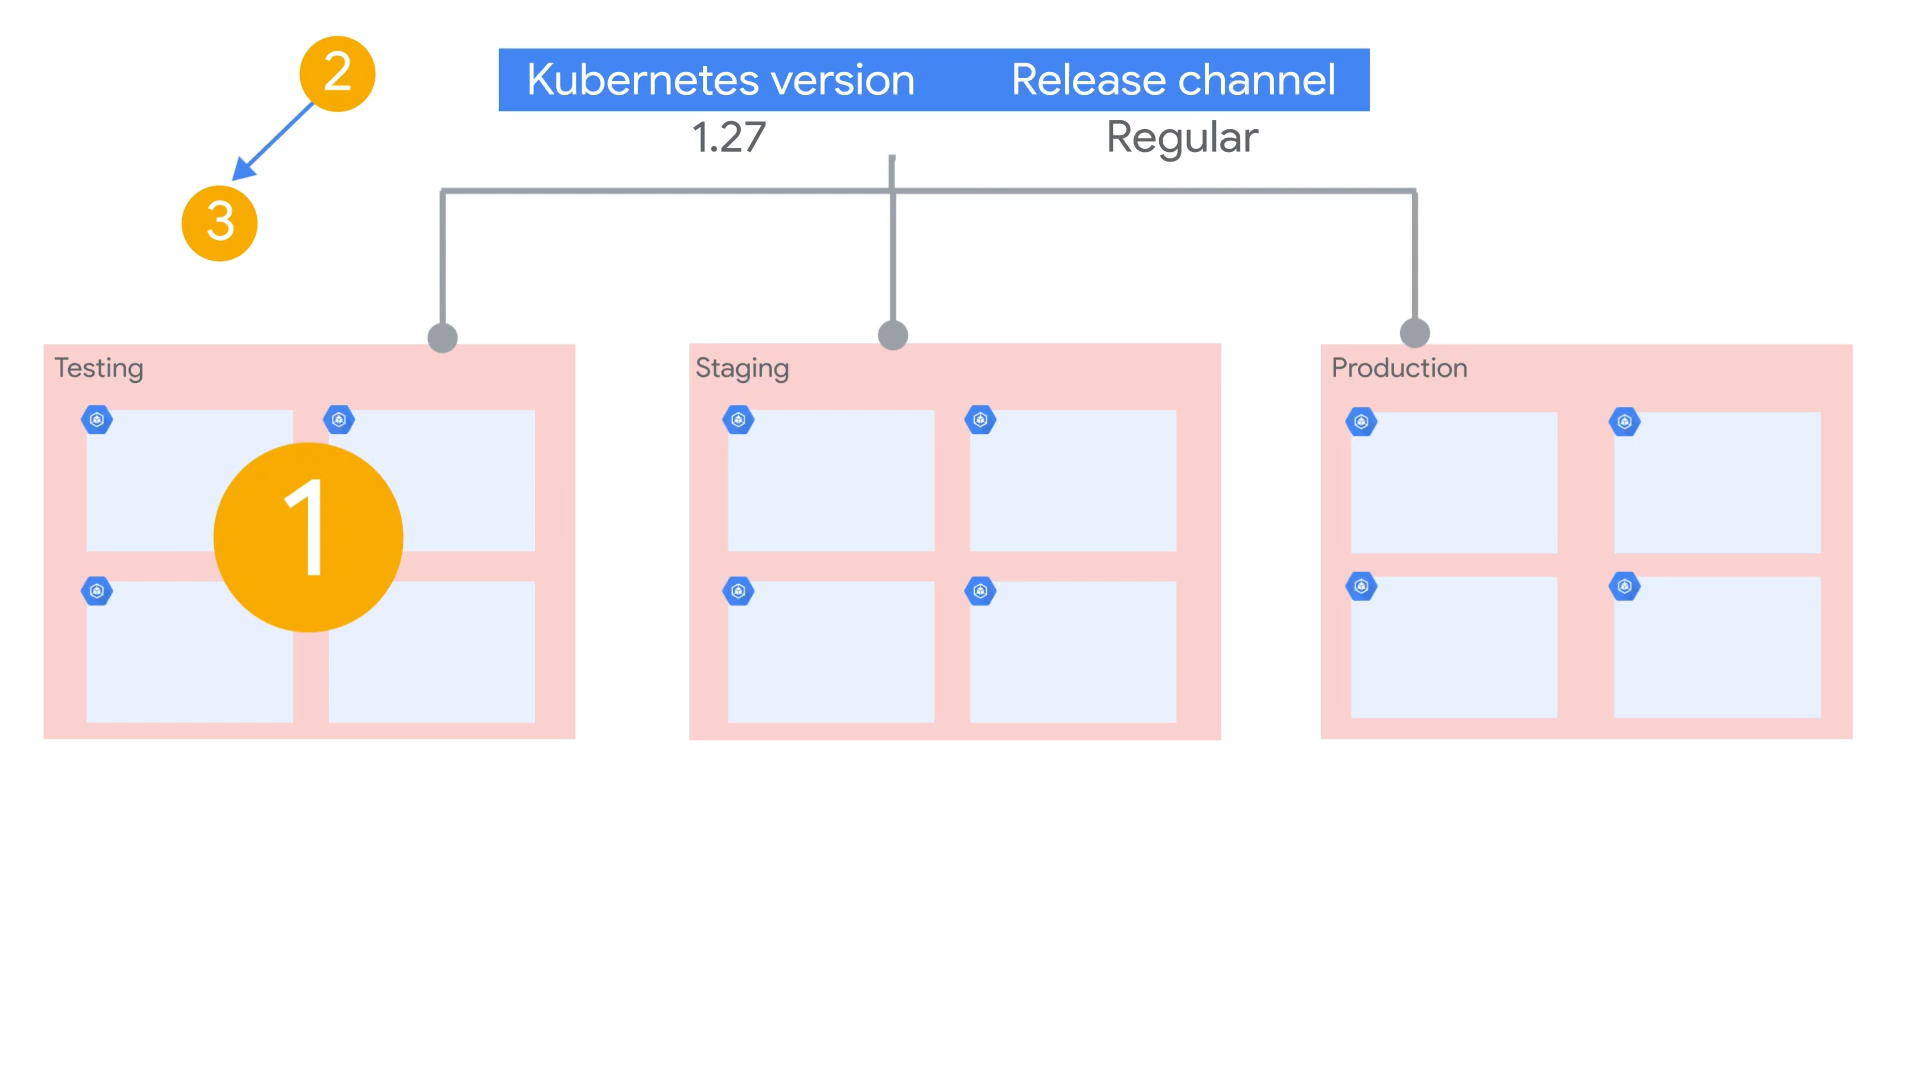 2
Kubernetes version Release channel
1.27 Regular
3
Testing Staging Production
1